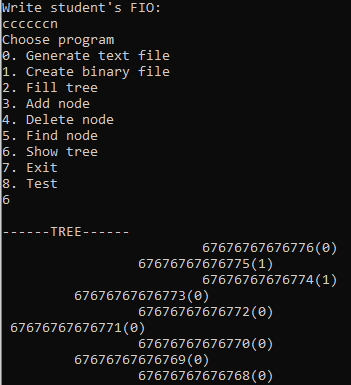 Write student's FIO:
ccccccn
Choose program
0. Generate text file
1. Create binary file
2. Fill tree
3. Add node
4. Delete node
5. Find node
6. Show tree
7. Exit
8. Test
6
------TREE------
67676767676776(0)
67676767676775(1)
67676767676774(1)
67676767676773(0)
67676767676772(0)
67676767676771(0)
67676767676770(0)
67676767676769(0)
67676767676768(0)